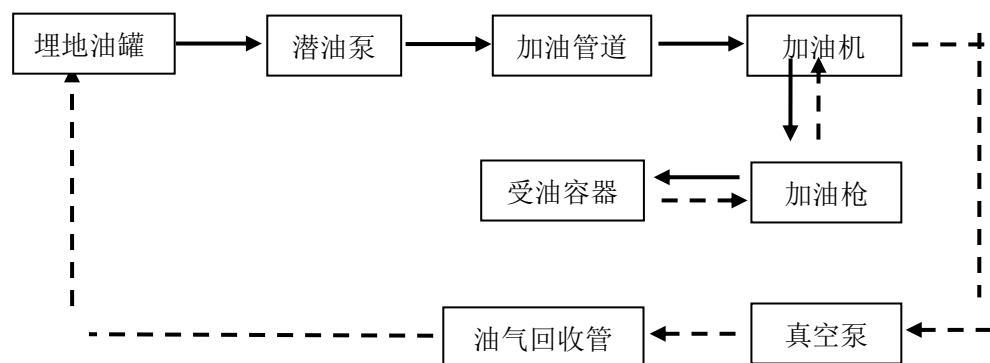 埋地油罐
潜油泵
加油管道
加油机
受油容器
加油枪
油气回收管
真空泵